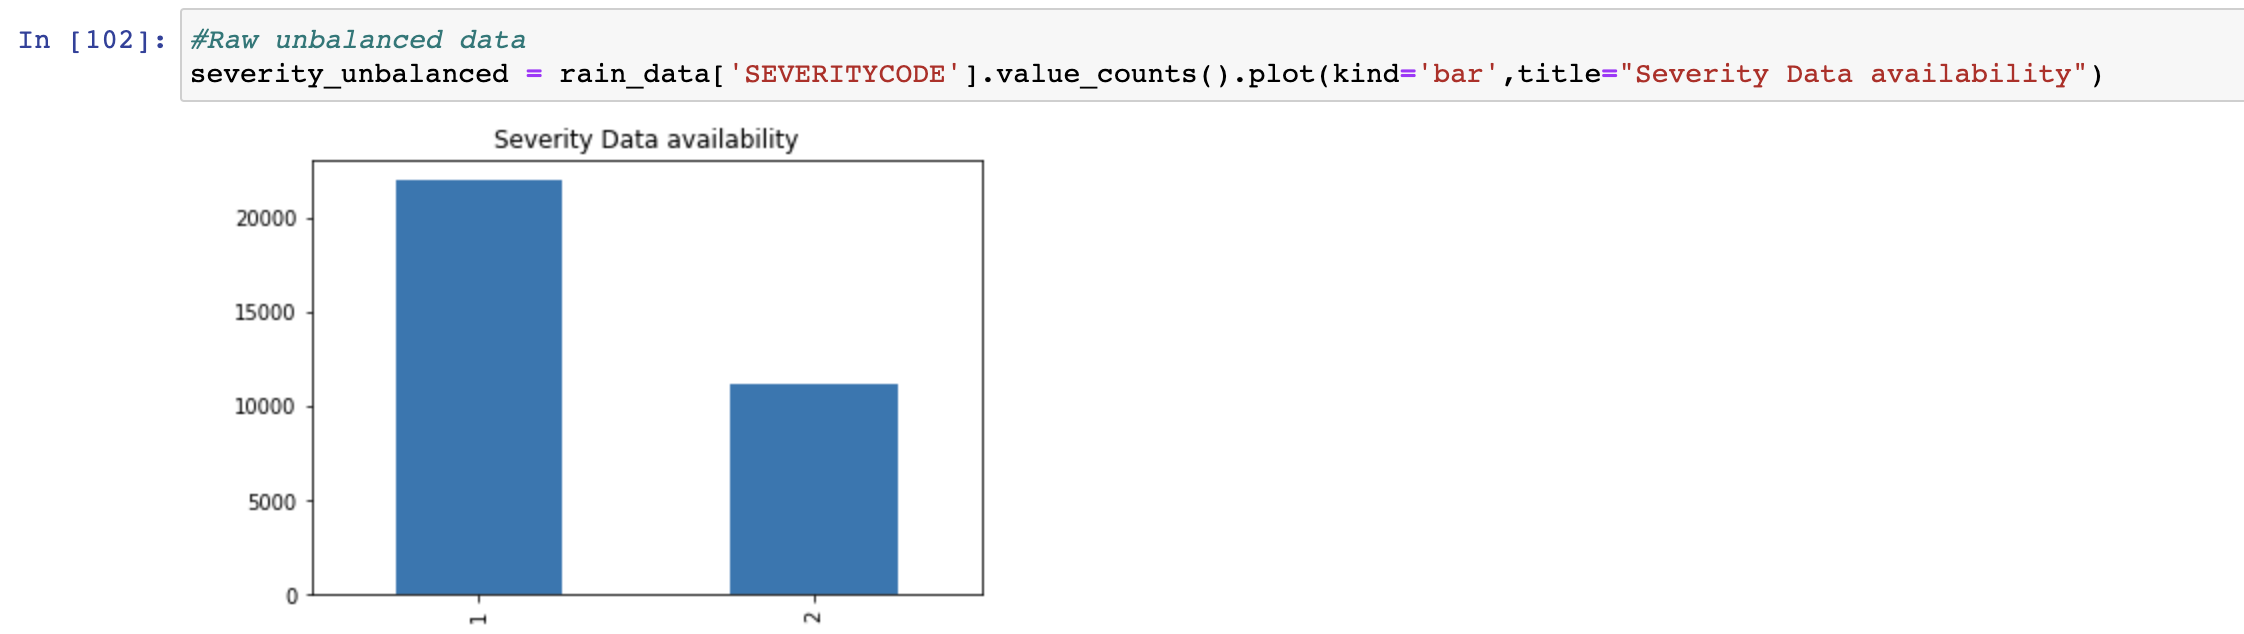 In [102]: #Raw unbalanced data
severity_unbalanced = rain_data['SEVERITYCODE'].value_counts().plot(kind='bar',title="Severity Data availability")
Severity Data availability
20000
15000
10000
5000
0
1 2